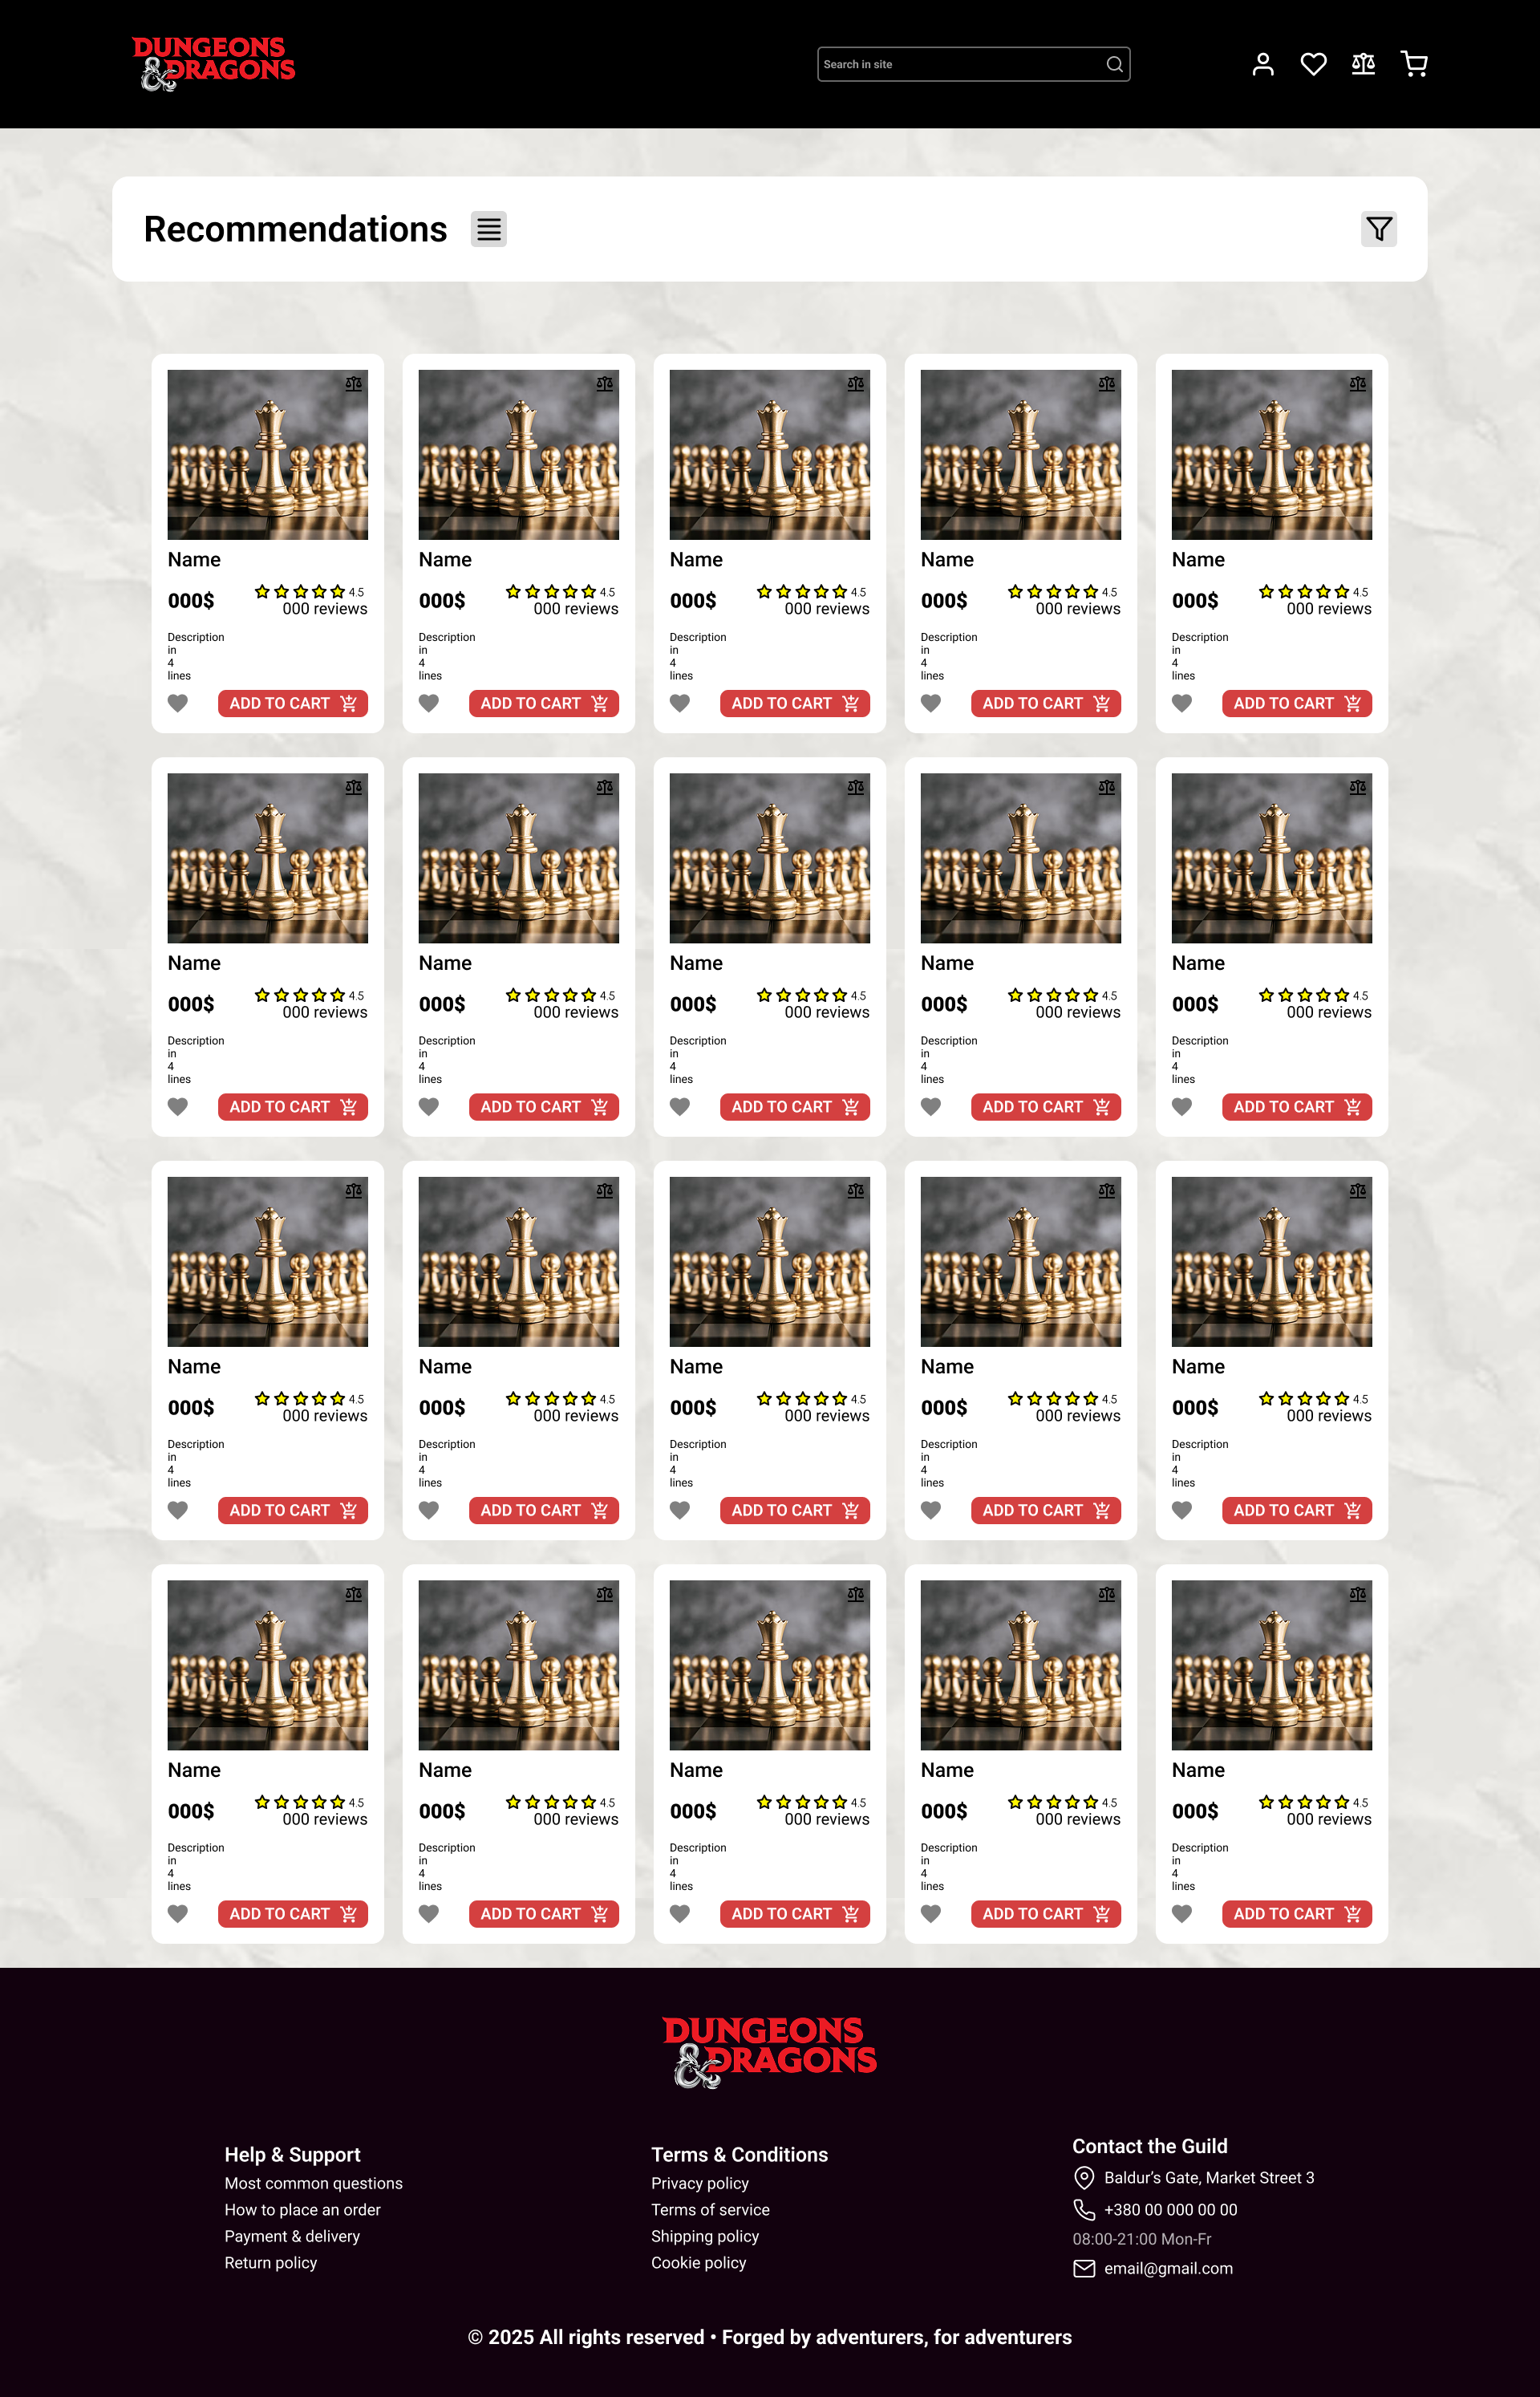 DUNGEONS
& DRAGONS
Search in site
Recommendations
Name
Name
Name
Name
Name
000$ 4.5
000 reviews
000$ 4.5
000 reviews
000$ 4.5
000 reviews
000$ 4.5
000 reviews
000$ 4.5
000 reviews
Description
in
4
lines
Description
in
4
lines
Description
in
4
lines
Description
in
4
lines
Description
in
4
lines
ADD TO CART
ADD TO CART
ADD TO CART
ADD TO CART
ADD TO CART
Name
Name
Name
Name
Name
000$ 4.5
000 reviews
000$ 4.5
000 reviews
000$ 4.5
000 reviews
000$ 4.5
000 reviews
000$ 4.5
000 reviews
Description
in
4
lines
Description
in
4
lines
Description
in
4
lines
Description
in
4
lines
Description
in
4
lines
ADD TO CART
ADD TO CART
ADD TO CART
ADD TO CART
ADD TO CART
Name
Name
Name
Name
Name
000$ 4.5
000 reviews
000$ 4.5
000 reviews
000$ 4.5
000 reviews
000$ 4.5
000 reviews
000$ 4.5
000 reviews
Description
in
4
lines
Description
in
4
lines
Description
in
4
lines
Description
in
4
lines
Description
in
4
lines
ADD TO CART
ADD TO CART
ADD TO CART
ADD TO CART
ADD TO CART
Name
Name
Name
Name
Name
000$ 4.5
000 reviews
000$ 4.5
000 reviews
000$ 4.5
000 reviews
000$ 4.5
000 reviews
000$ 4.5
000 reviews
Description
in
4
lines
Description
in
4
lines
Description
in
4
lines
Description
in
4
lines
Description
in
4
lines
ADD TO CART
ADD TO CART
ADD TO CART
ADD TO CART
ADD TO CART
DUNGEONS
& DRAGONS
Help & Support
Most common questions
How to place an order
Payment & delivery
Return policy
Terms & Conditions
Privacy policy
Terms of service
Shipping policy
Cookie policy
Contact the Guild
Baldur’s Gate, Market Street 3
+380 00 000 00 00
08:00-21:00 Mon-Fr
email@gmail.com
© 2025 All rights reserved • Forged by adventurers, for adventurers